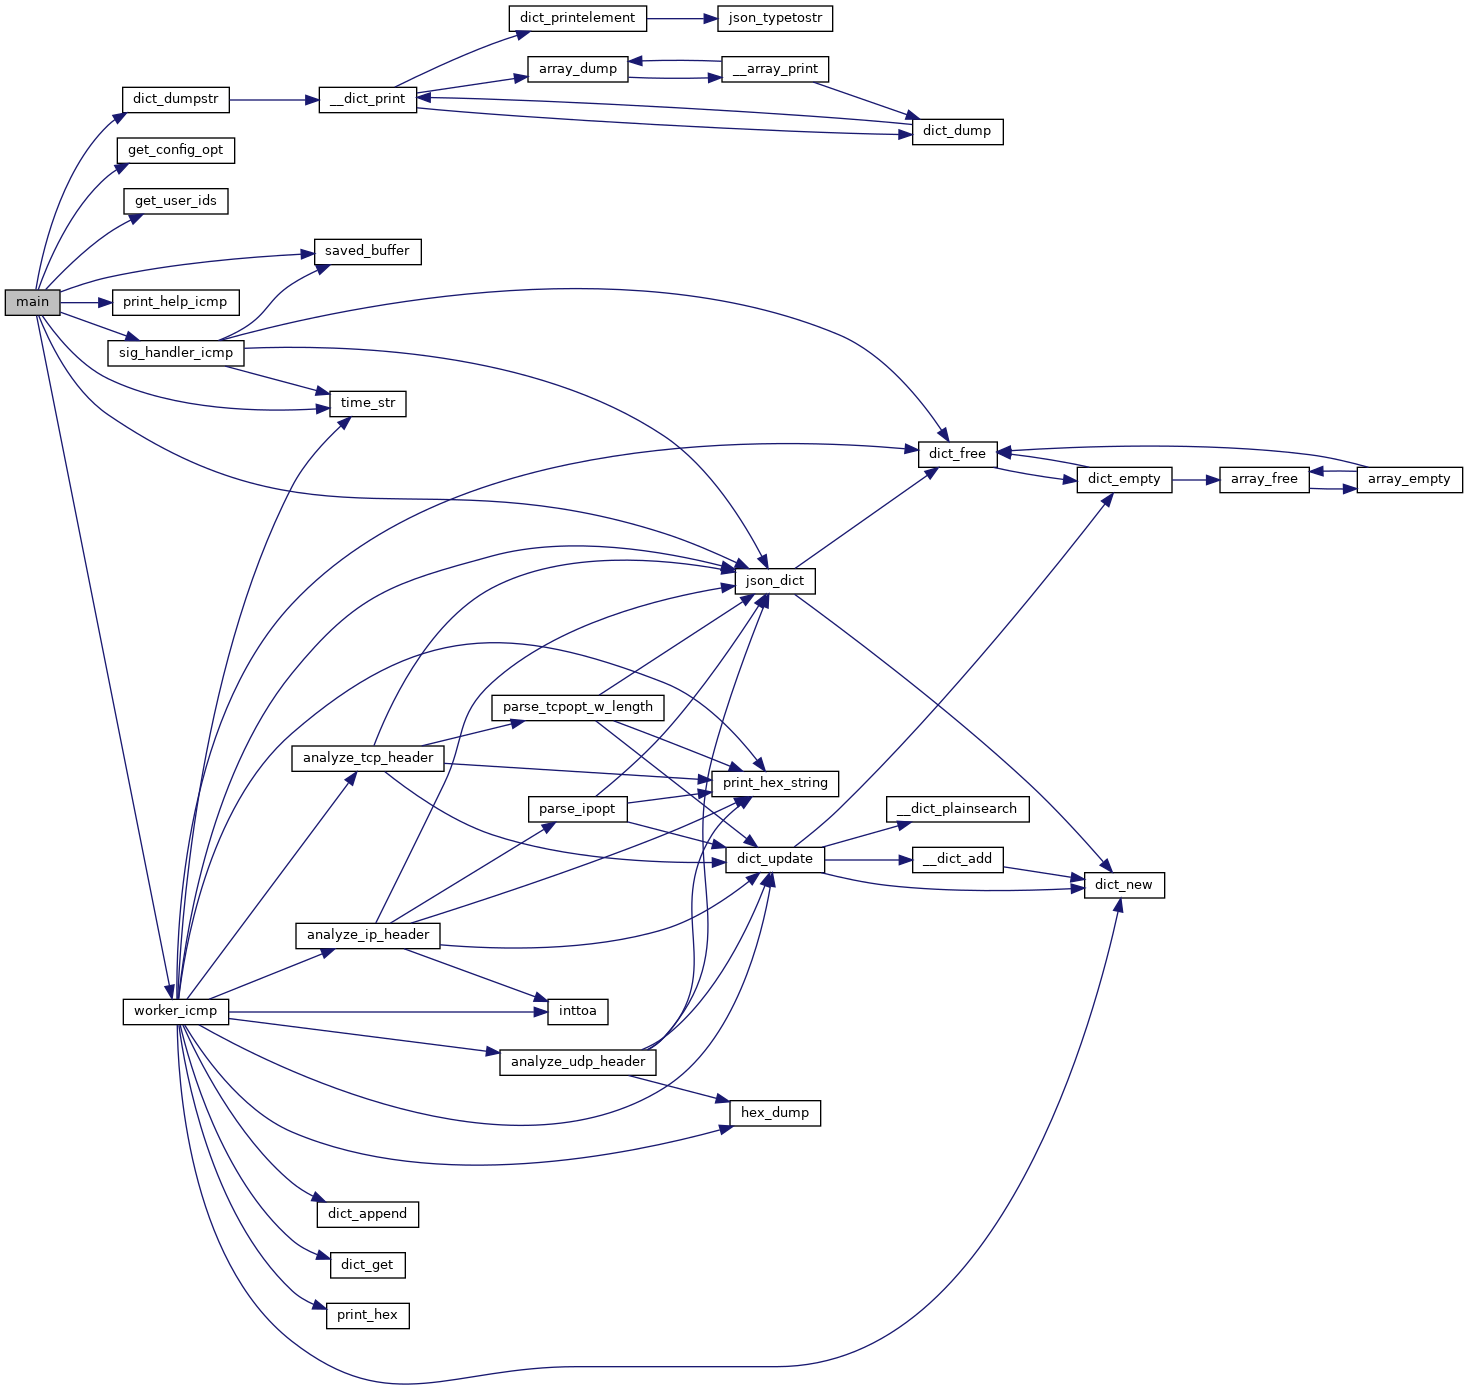 dict_printelement
json_typetostr
array_dump
__array_print
dict_dumpstr
__dict_print
dict_dump
get_config_opt
get_user_ids
saved_buffer
main
print_help_icmp
sig_handler_icmp
time_str
dict_free
dict_empty
array_free
array_empty
json_dict
parse_tcpopt_w_length
analyze_tcp_header
print_hex_string
parse_ipopt
__dict_plainsearch
dict_update
__dict_add
dict_new
analyze_ip_header
worker_icmp
inttoa
analyze_udp_header
hex_dump
dict_append
dict_get
print_hex